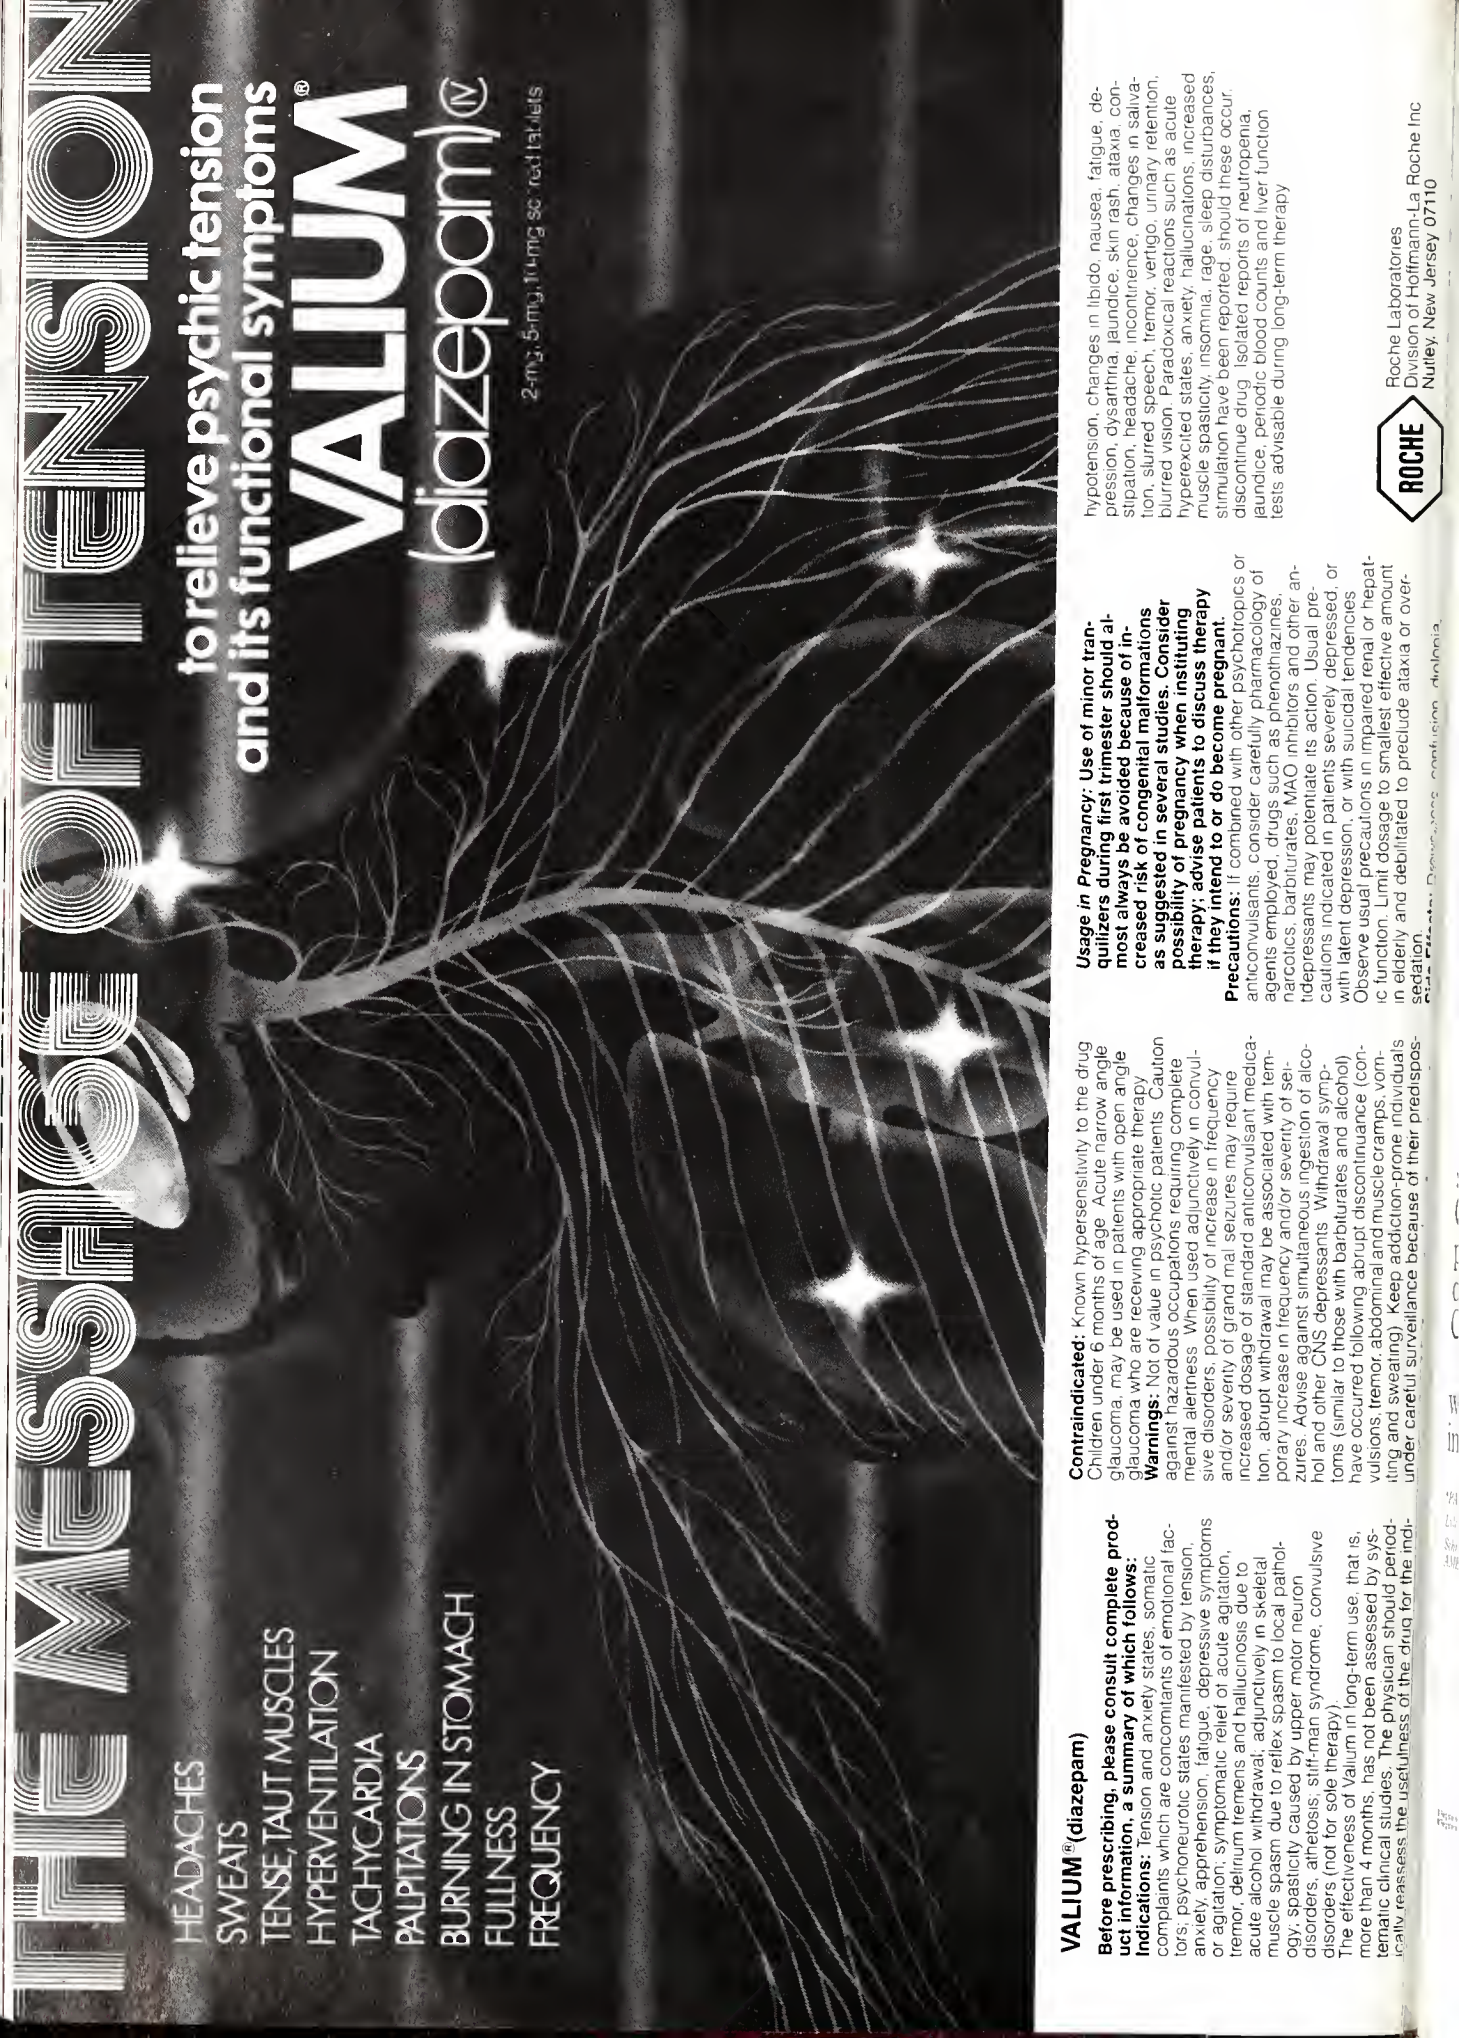 THE MESSAGE OF TENSION
HEADACHES
SWEATS
TENSE, TAUT MUSCLES
HYPERVENTILATION
TACHYCARDIA
PALPITATIONS
BURNING IN STOMACH
FULLNESS
FREQUENCY
to relieve psychic tension
and its functional symptoms
VALIUM®
(diazepam) IV
2-mg, 5-mg, 10-mg scored tablets
VALIUM® (diazepam)
Before prescribing, please consult complete prod-
uct information, a summary of which follows:
Indications: Tension and anxiety states, somatic
complaints which are concomitants of emotional fac-
tors; psychoneurotic states manifested by tension,
anxiety, apprehension, fatigue, depressive symptoms
or agitation; symptomatic relief of acute agitation,
tremor, delirium tremens and hallucinosis due to
acute alcohol withdrawal; adjunctively in skeletal
muscle spasm due to reflex spasm to local pathol-
ogy; spasticity caused by upper motor neuron
disorders, athetosis; stiff-man syndrome, convulsive
disorders (not for sole therapy).
The effectiveness of Valium in long-term use, that is,
more than 4 months, has not been assessed by sys-
tematic clinical studies. The physician should period-
ically reassess the usefulness of the drug for the indi-
Contraindicated: Known hypersensitivity to the drug
Children under 6 months of age Acute narrow angle
glaucoma, may be used in patients with open angle
glaucoma who are receiving appropriate therapy
Warnings: Not of value in psychotic patients Caution
against hazardous occupations requiring complete
mental alertness When used adjunctively in convul-
sive disorders, possibility of increase in frequency
and/or severity of grand mal seizures may require
increased dosage of standard anticonvulsant medica-
tion, abrupt withdrawal may be associated with tem-
porary increase in frequency and/or severity of sei-
zures. Advise against simultaneous ingestion of alco-
hol and other CNS depressants Withdrawal symp-
toms (similar to those with barbiturates and alcohol)
have occurred following abrupt discontinuance (con-
vulsions, tremor, abdominal and muscle cramps, vom-
iting and sweating) Keep addiction-prone individuals
under careful surveillance because of their predispos-
Usage in Pregnancy: Use of minor tran-
quilizers during first trimester should al-
most always be avoided because of in-
creased risk of congenital malformations
as suggested in several studies. Consider
possibility of pregnancy when instituting
therapy; advise patients to discuss therapy
if they intend to or do become pregnant.
Precautions: If combined with other psychotropics or
anticonvulsants, consider carefully pharmacology of
agents employed, drugs such as phenothiazines,
narcotics, barbiturates, MAO inhibitors and other an-
tidepressants may potentiate its action. Usual pre-
cautions indicated in patients severely depressed, or
with latent depression, or with suicidal tendencies
Observe usual precautions in impaired renal or hepat-
ic function. Limit dosage to smallest effective amount
in elderly and debilitated to preclude ataxia or over-
sedation.
Side Effects: Drowsiness, confusion, diplopia,
hypotension, changes in libido, nausea, fatigue, de-
pression, dysarthria, jaundice, skin rash, ataxia, con-
stipation, headache, incontinence, changes in saliva-
tion, slurred speech, tremor, vertigo, urinary retention,
blurred vision. Paradoxical reactions such as acute
hyperexcited states, anxiety, hallucinations, increased
muscle spasticity, insomnia, rage, sleep disturbances,
stimulation have been reported, should these occur,
discontinue drug Isolated reports of neutropenia,
jaundice, periodic blood counts and liver function
tests advisable during long-term therapy
ROCHE
Roche Laboratories
Division of Hoffmann-La Roche Inc
Nutley, New Jersey 07110